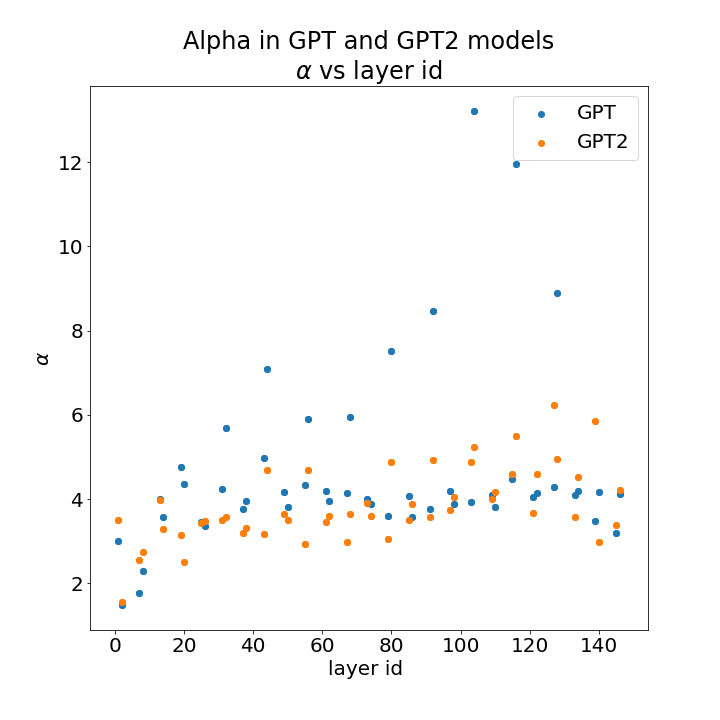 Alpha in GPT and GPT2 models
α vs layer id
GPT
GPT2
12
10
8
6
4
2
α
0 20 40 60 80 100 120 140
layer id